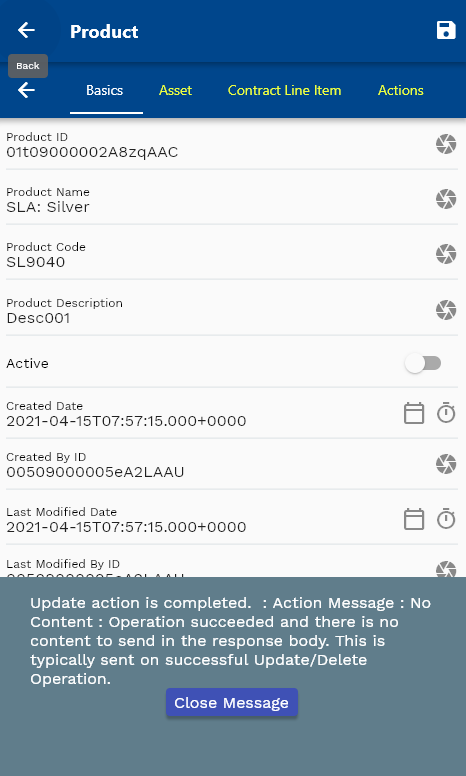 Product
Back
Basics
Asset
Contract Line Item
Actions
Product ID
01t09000002A8zqAAC
Product Name
SLA: Silver
Product Code
SL9040
Product Description
Desc001
Active
Created Date
2021-04-15T07:57:15.000+0000
Created By ID
00509000005eA2LAAU
Last Modified Date
2021-04-15T07:57:15.000+0000
Last Modified By ID
Update action is completed.  : Action Message : No
Content : Operation succeeded and there is no
content to send in the response body. This is
typically sent on successful Update/Delete
Operation.
Close Message